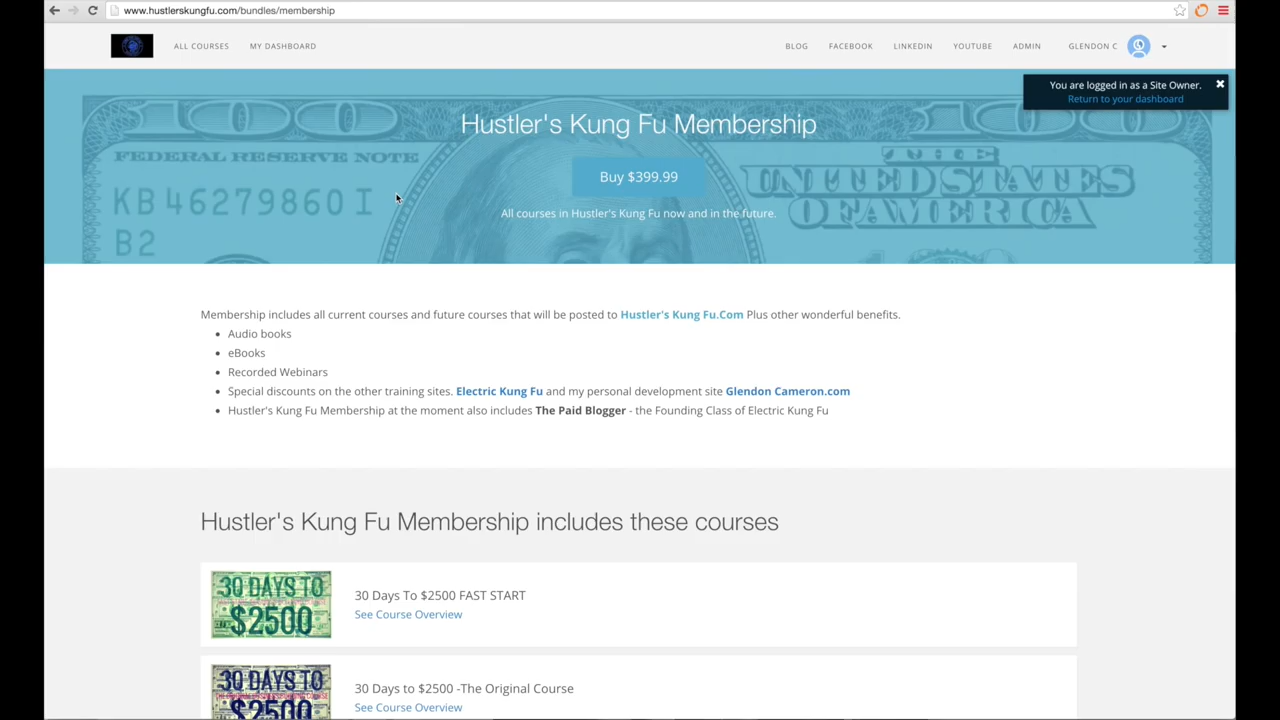 www.hustlerskungfu.com/bundles/membership
ALL COURSES MY DASHBOARD BLOG FACEBOOK LINKEDIN YOUTUBE ADMIN GLENDON C
You are logged in as a Site Owner.
Return to your dashboard
FEDERAL RESERVE NOTE
KB 46279860 I
B2
THE
UNITED STATES
OF AMERICA
100
100
Hustler's Kung Fu Membership
Buy $399.99
All courses in Hustler's Kung Fu now and in the future.
Membership includes all current courses and future courses that will be posted to Hustler's Kung Fu.Com Plus other wonderful benefits.
• Audio books
• eBooks
• Recorded Webinars
• Special discounts on the other training sites. Electric Kung Fu and my personal development site Glendon Cameron.com
• Hustler's Kung Fu Membership at the moment also includes The Paid Blogger - the Founding Class of Electric Kung Fu
Hustler's Kung Fu Membership includes these courses
30 DAYS TO
$2500
30 Days To $2500 FAST START
See Course Overview
30 DAYS TO
$2500
30 Days to $2500 -The Original Course
See Course Overview